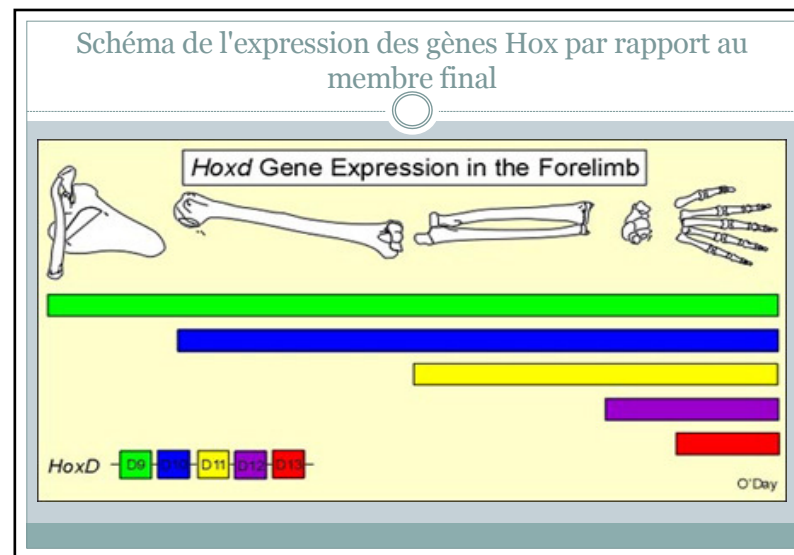 Schéma de l'expression des gènes Hox par rapport au
membre final
Hoxd Gene Expression in the Forelimb
HoxD D9 D10 D11 D12 D13
O'Day